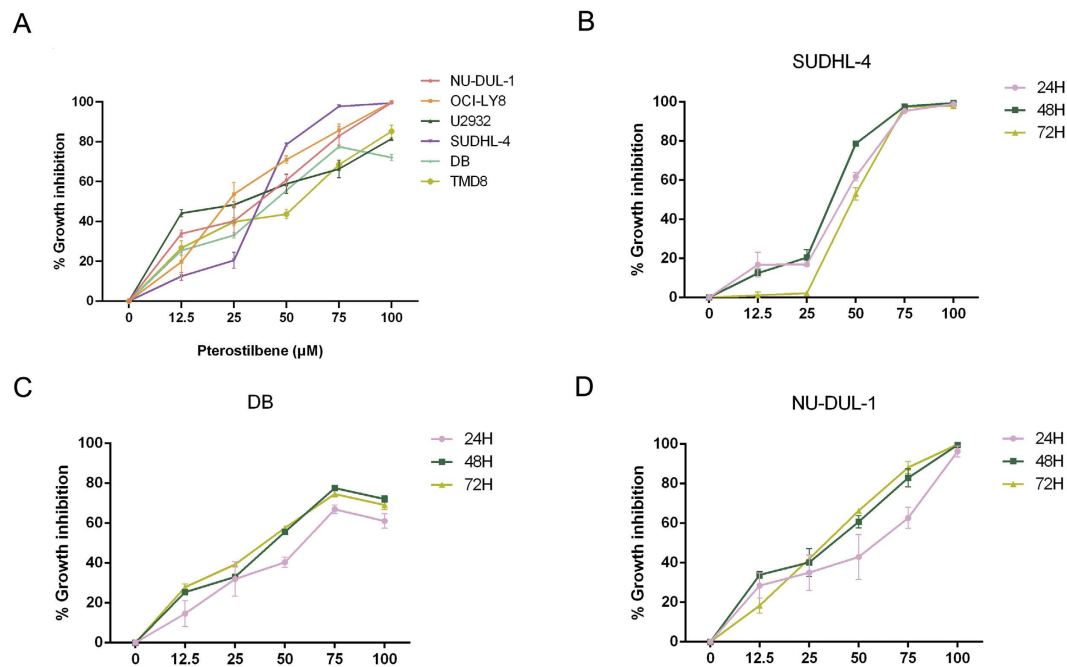 A
% Growth inhibition
100
80
60
40
20
0
0 12.5 25 50 75 100
Pterostilbene (μM)
NU-DUL-1
OCI-LY8
U2932
SUDHL-4
DB
TMD8
B
SUDHL-4
% Growth inhibition
100
80
60
40
20
0
0 12.5 25 50 75 100
24H
48H
72H
C
DB
% Growth inhibition
100
80
60
40
20
0
0 12.5 25 50 75 100
24H
48H
72H
D
NU-DUL-1
% Growth inhibition
100
80
60
40
20
0
0 12.5 25 50 75 100
24H
48H
72H